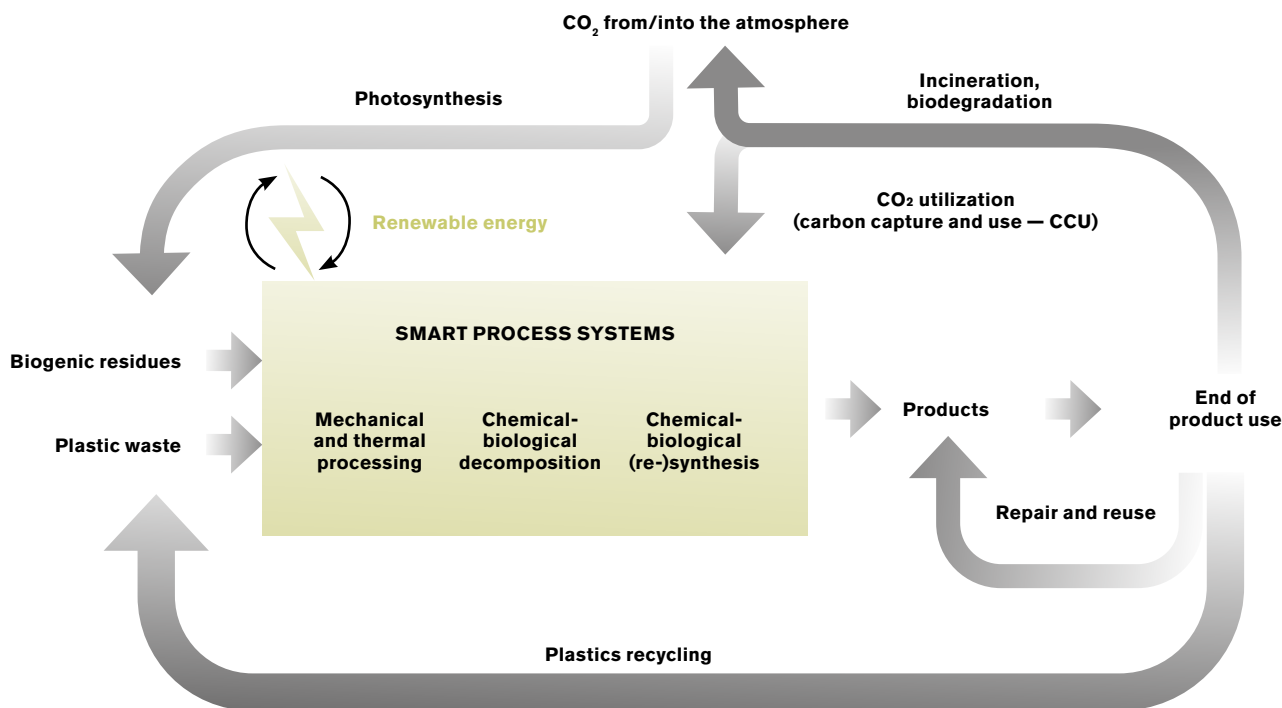 CO₂ from/into the atmosphere
Incineration,
biodegradation
Photosynthesis
CO₂ utilization
(carbon capture and use — CCU)
Renewable energy
SMART PROCESS SYSTEMS
Biogenic residues
Plastic waste
Mechanical
and thermal
processing
Chemical-
biological
decomposition
Chemical-
biological
(re-)synthesis
Products
End of
product use
Repair and reuse
Plastics recycling